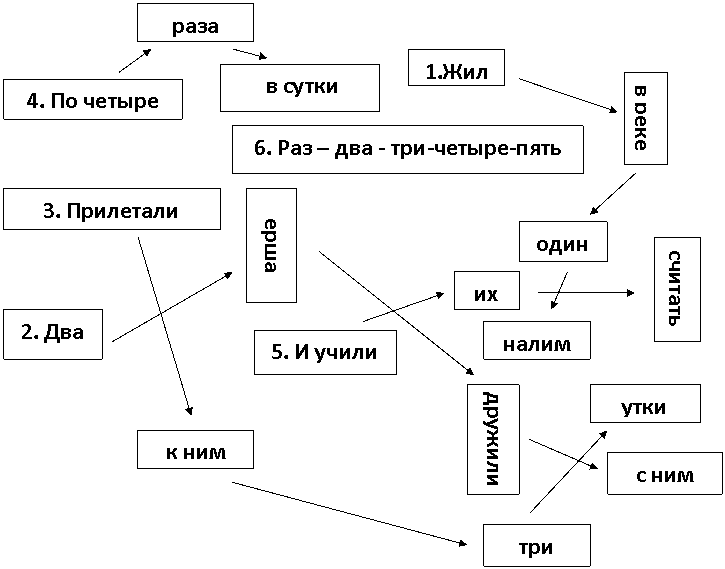 раза
4. По четыре
в сутки
1.Жил
в реке
6. Раз – два - три-четыре-пять
3. Прилетали
ерша
один
считать
их
2. Два
5. И учили
налим
дружили
утки
к ним
с ним
три